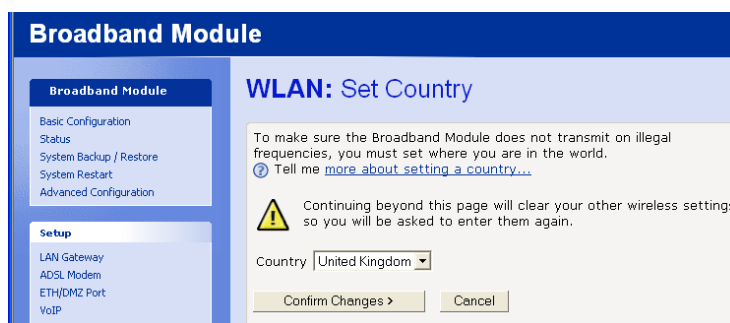 Broadband Module
Broadband Module
Basic Configuration
Status
System Backup / Restore
System Restart
Advanced Configuration
Setup
LAN Gateway
ADSL Modem
ETH/DMZ Port
VoIP
WLAN: Set Country
To make sure the Broadband Module does not transmit on illegal
frequencies, you must set where you are in the world.
Tell me more about setting a country...
Continuing beyond this page will clear your other wireless settings
so you will be asked to enter them again.
Country United Kingdom
Confirm Changes > Cancel